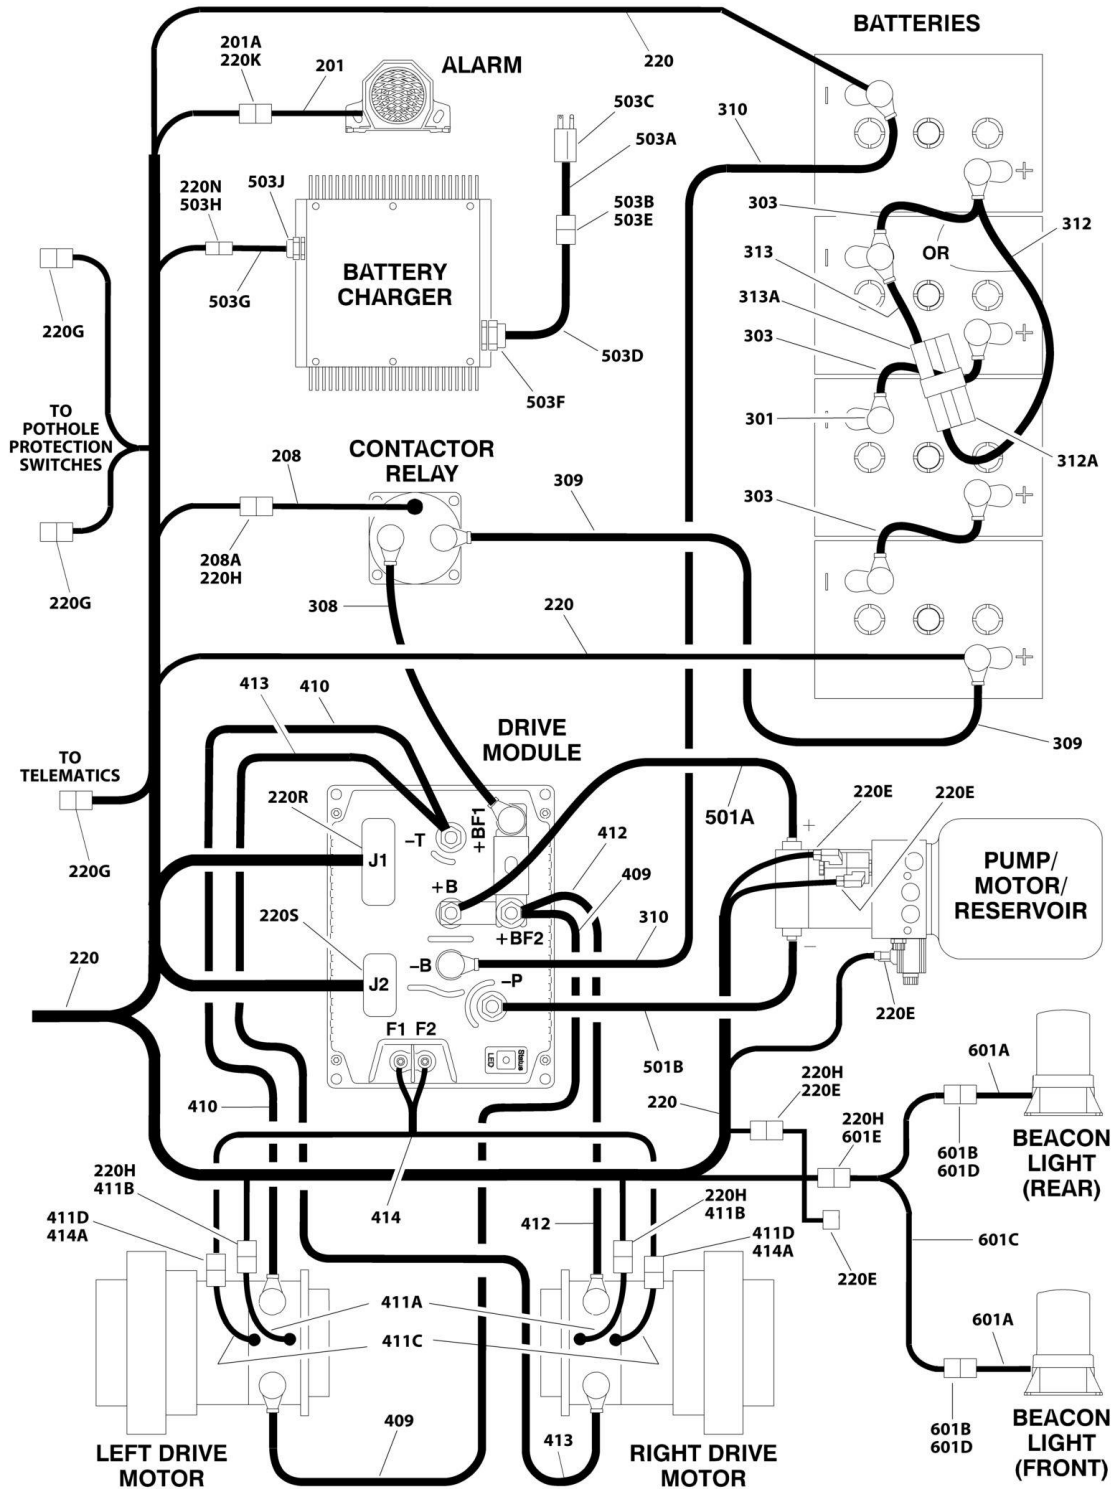 BATTERIES
220
201A
220K
201
ALARM
503C
310
503A
220N
503H
503J
503B
503E
303
312
OR
313
BATTERY
CHARGER
313A
503G
220G
303
503D
503F
TO
POTHOLE
PROTECTION
SWITCHES
301
CONTACTOR
RELAY
208
309
312A
303
208A
220H
220G
308
220
413
410
DRIVE
MODULE
309
TO
TELEMATICS
220R
220E
220E
501A
+
+BF1
412
–T
J1
PUMP/
MOTOR/
RESERVOIR
409
220G
+B
220S
310
+BF2
–
220
–B
J2
–P
220E
F1 F2
Status
LED
501B
601A
220H
220E
410
220
220H
601E
BEACON
LIGHT
(REAR)
601B
601D
220H
411B
414
412
220H
411B
411D
414A
411D
414A
601C
220E
411A
411C
601A
409
413
601B
601D
BEACON
LIGHT
(FRONT)
LEFT DRIVE
MOTOR
RIGHT DRIVE
MOTOR